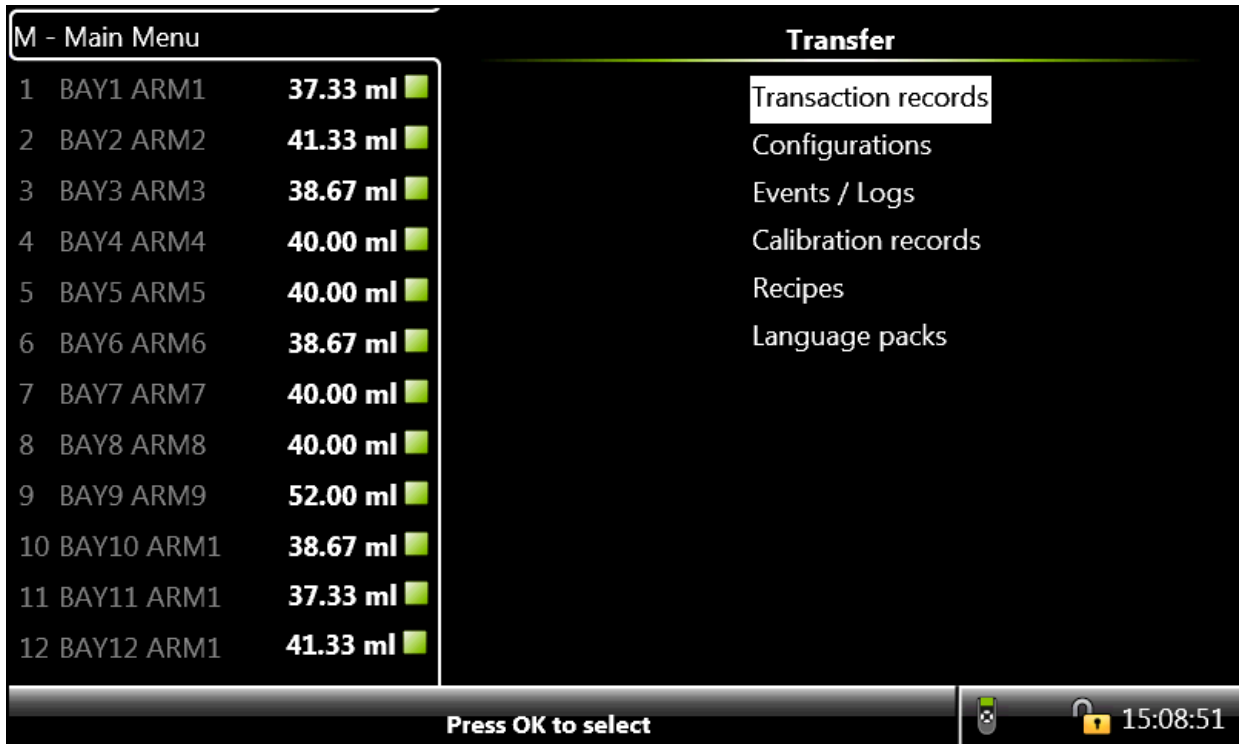 M - Main Menu
1 BAY1 ARM1 37.33 ml
2 BAY2 ARM2 41.33 ml
3 BAY3 ARM3 38.67 ml
4 BAY4 ARM4 40.00 ml
5 BAY5 ARM5 40.00 ml
6 BAY6 ARM6 38.67 ml
7 BAY7 ARM7 40.00 ml
8 BAY8 ARM8 40.00 ml
9 BAY9 ARM9 52.00 ml
10 BAY10 ARM1 38.67 ml
11 BAY11 ARM1 37.33 ml
12 BAY12 ARM1 41.33 ml
Transfer
Transaction records
Configurations
Events / Logs
Calibration records
Recipes
Language packs
Press OK to select
15:08:51